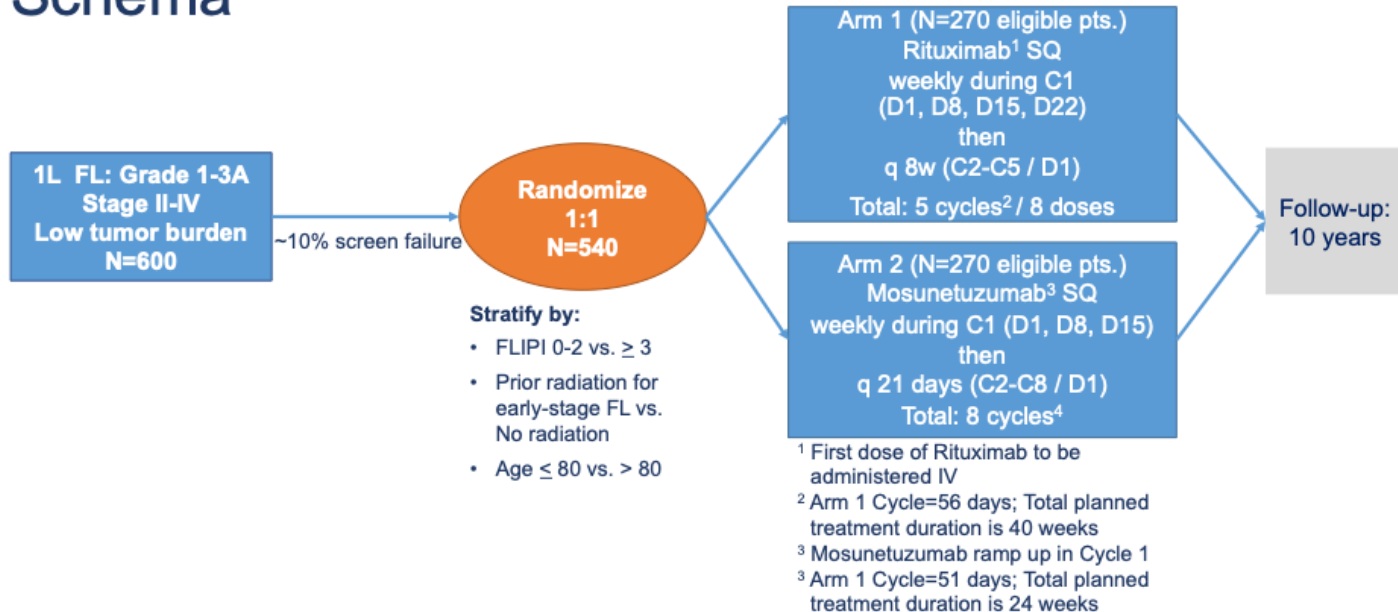 Schema
1L FL: Grade 1-3A
Stage II-IV
Low tumor burden
N=600
~10% screen failure
Randomize
1:1
N=540
Stratify by:
• FLIPI 0-2 vs. ≥ 3
• Prior radiation for
early-stage FL vs.
No radiation
• Age ≤ 80 vs. > 80
Arm 1 (N=270 eligible pts.)
Rituximab¹ SQ
weekly during C1
(D1, D8, D15, D22)
then
q 8w (C2-C5 / D1)
Total: 5 cycles² / 8 doses
Arm 2 (N=270 eligible pts.)
Mosunetuzumab³ SQ
weekly during C1 (D1, D8, D15)
then
q 21 days (C2-C8 / D1)
Total: 8 cycles⁴
¹ First dose of Rituximab to be
administered IV
² Arm 1 Cycle=56 days; Total planned
treatment duration is 40 weeks
³ Mosunetuzumab ramp up in Cycle 1
³ Arm 1 Cycle=51 days; Total planned
treatment duration is 24 weeks
Follow-up:
10 years